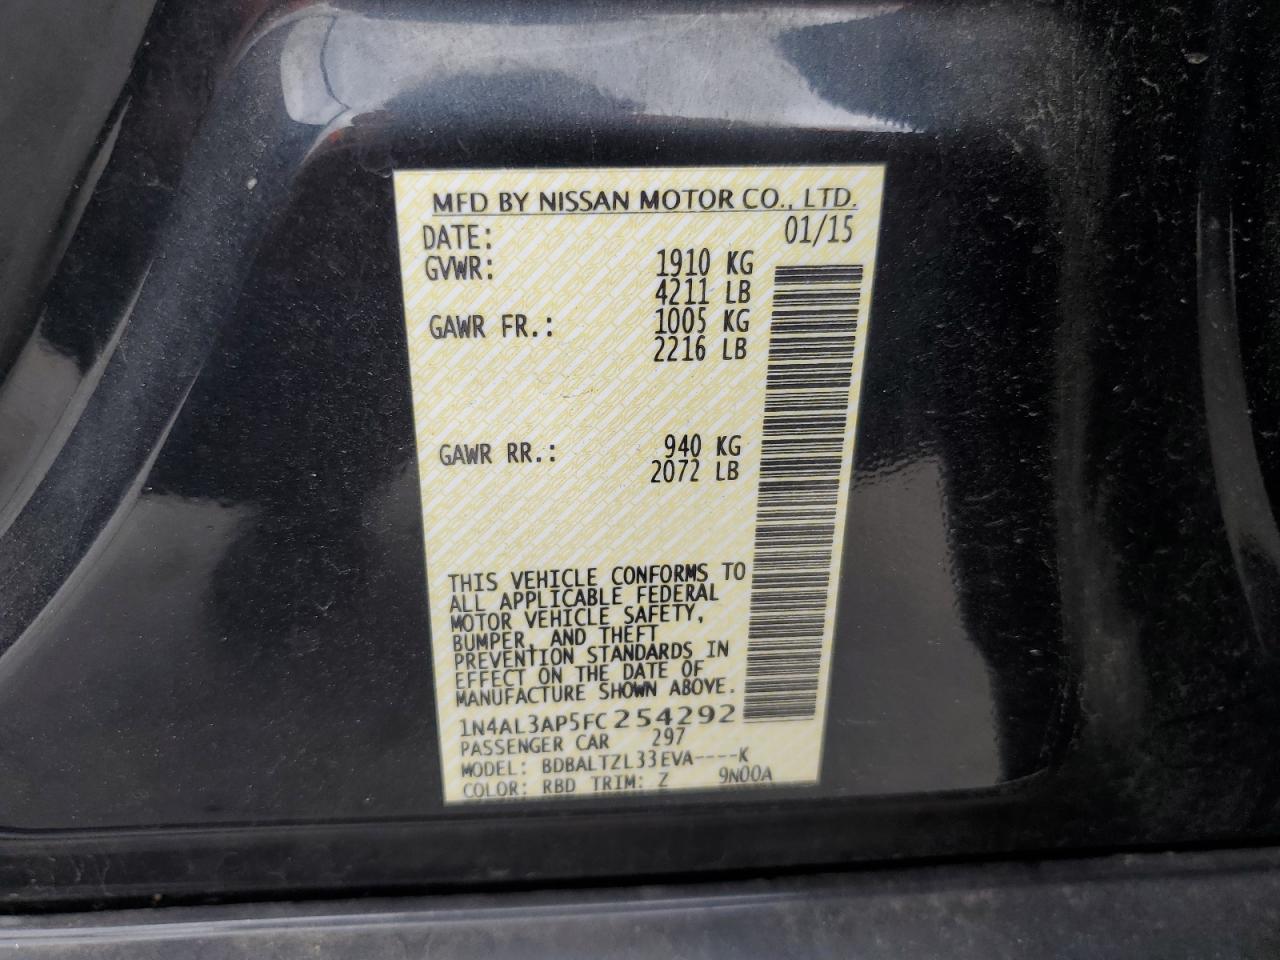 MFD BY NISSAN MOTOR CO., LTD.
DATE: 01/15
GVWR: 1910 KG
4211 LB
GAWR FR.: 1005 KG
2216 LB
GAWR RR.: 940 KG
2072 LB
THIS VEHICLE CONFORMS TO
ALL APPLICABLE FEDERAL
MOTOR VEHICLE SAFETY,
BUMPER, AND THEFT
PREVENTION STANDARDS IN
EFFECT ON THE DATE OF
MANUFACTURE SHOWN ABOVE.
1N4AL3AP5FC254292
PASSENGER CAR 297
MODEL: BDBALTZL33EVA----K
COLOR: RBD TRIM: Z 9N00A